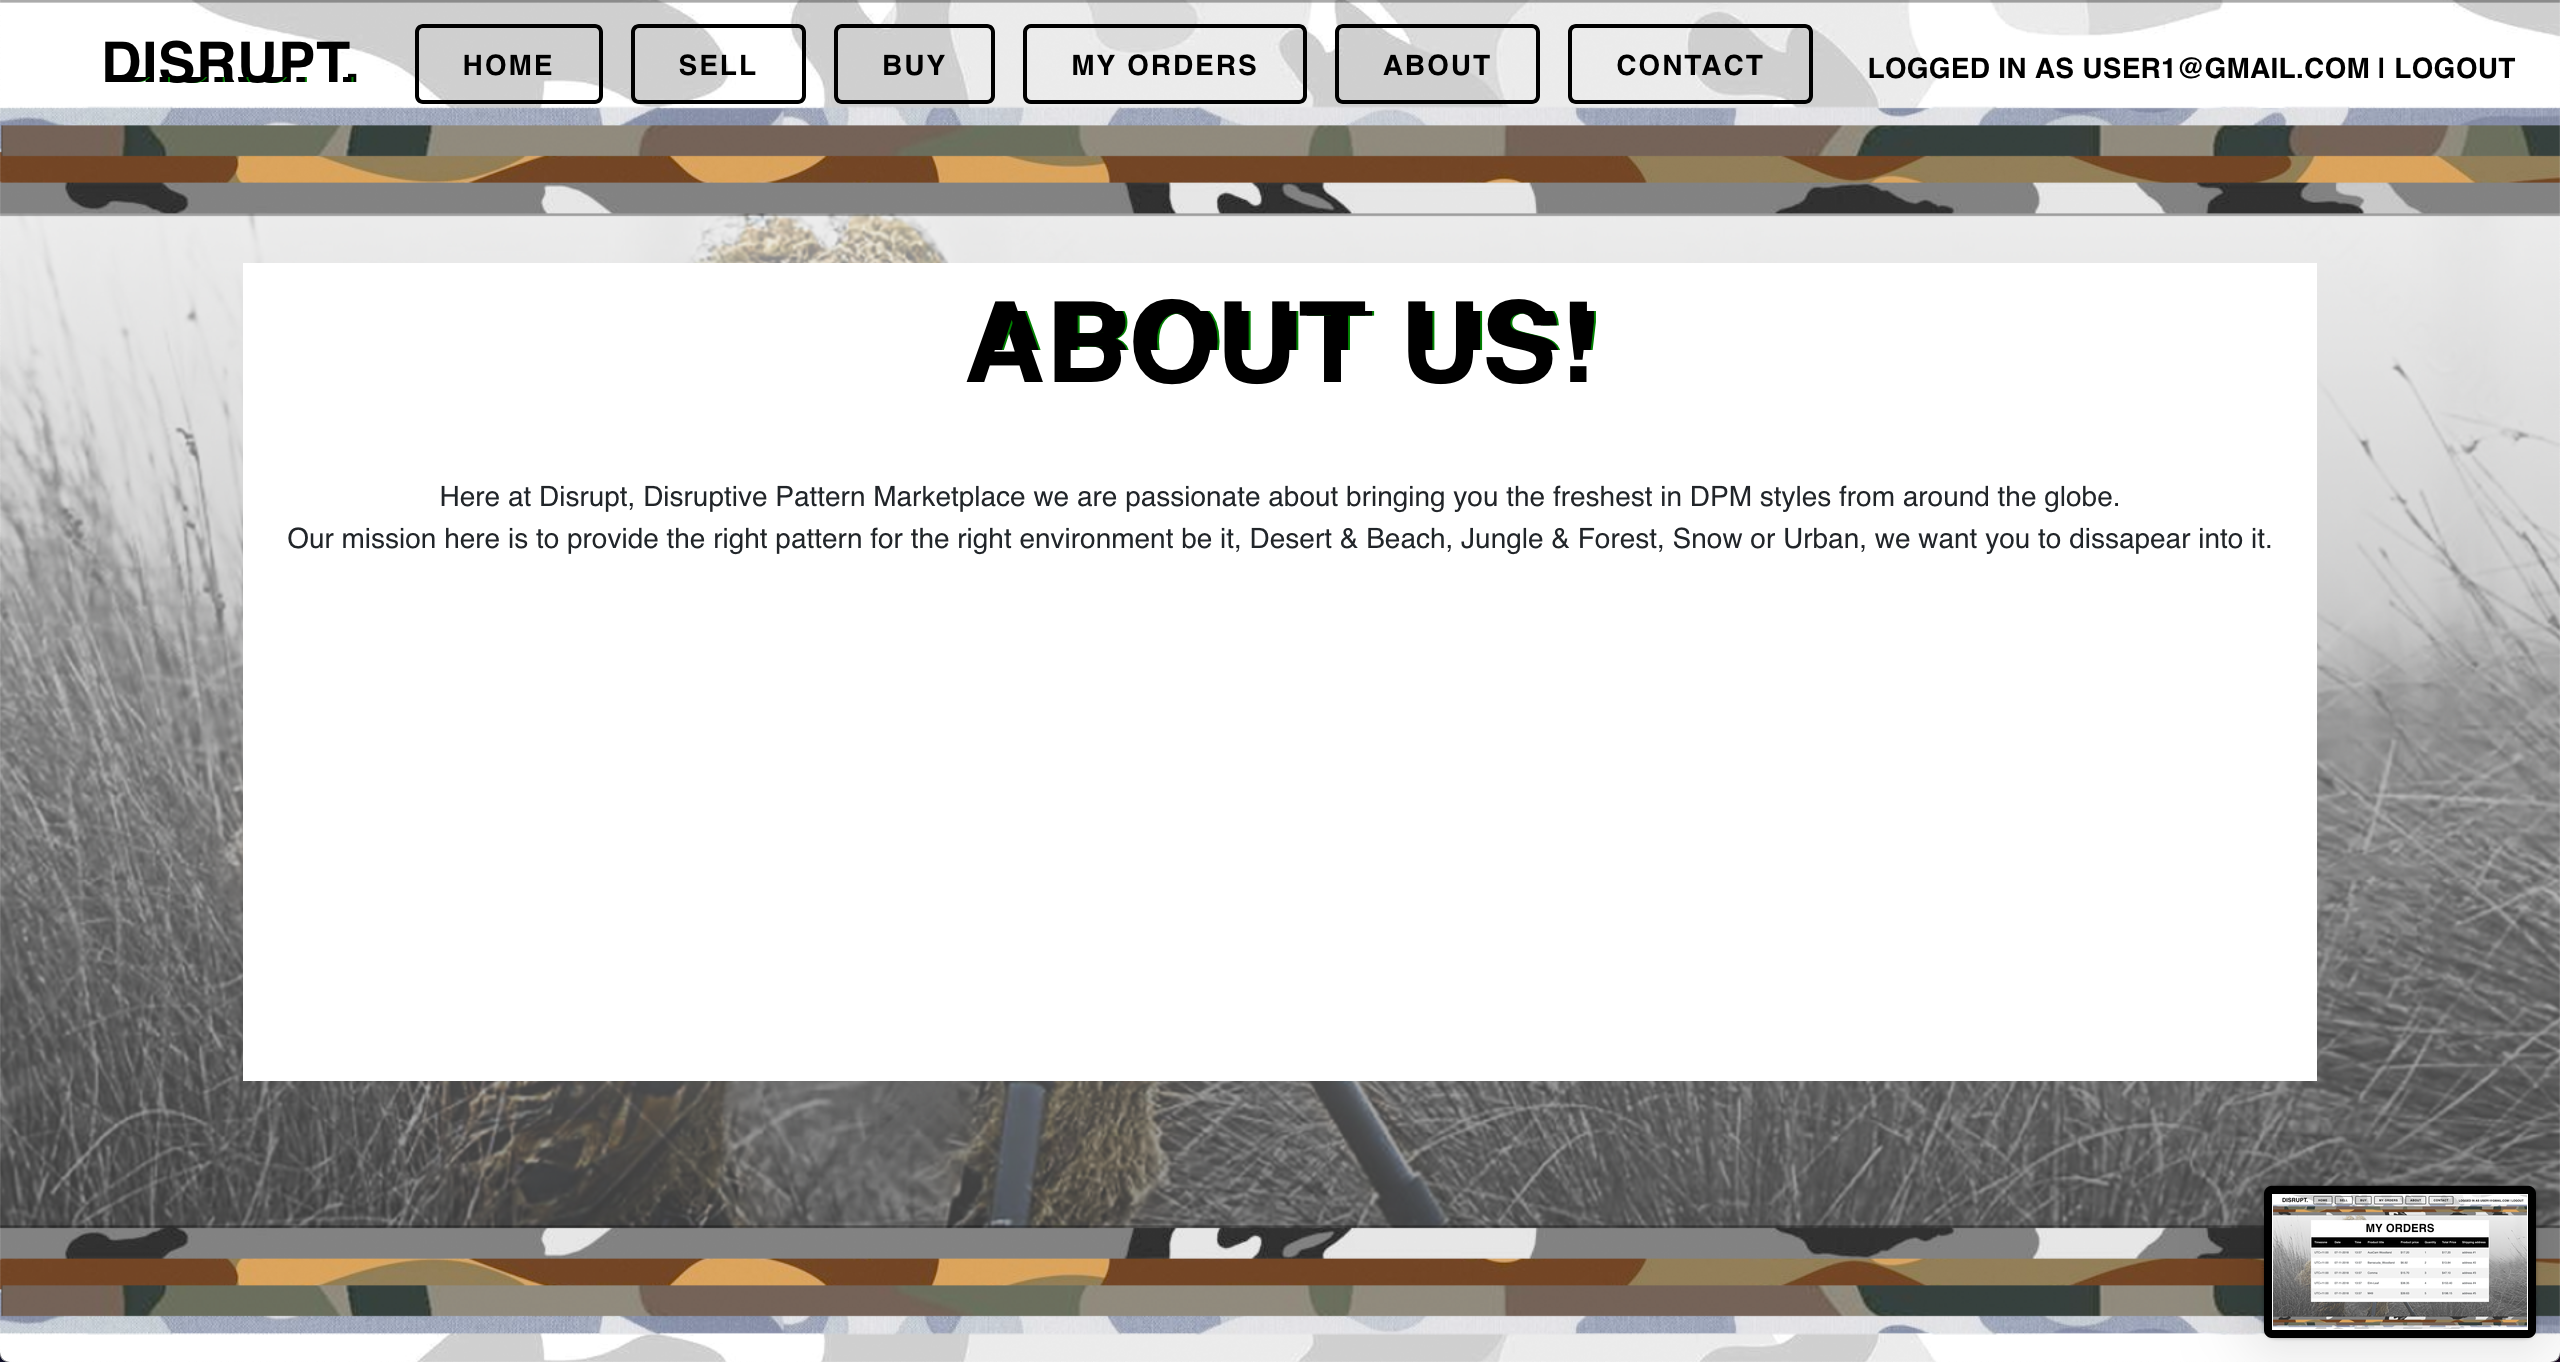 DISRUPT.
HOME
SELL
BUY
MY ORDERS
ABOUT
CONTACT
LOGGED IN AS USER1@GMAIL.COM | LOGOUT
ABOUT US!
Here at Disrupt, Disruptive Pattern Marketplace we are passionate about bringing you the freshest in DPM styles from around the globe.
Our mission here is to provide the right pattern for the right environment be it, Desert & Beach, Jungle & Forest, Snow or Urban, we want you to dissapear into it.
DISRUPT.
MY ORDERS